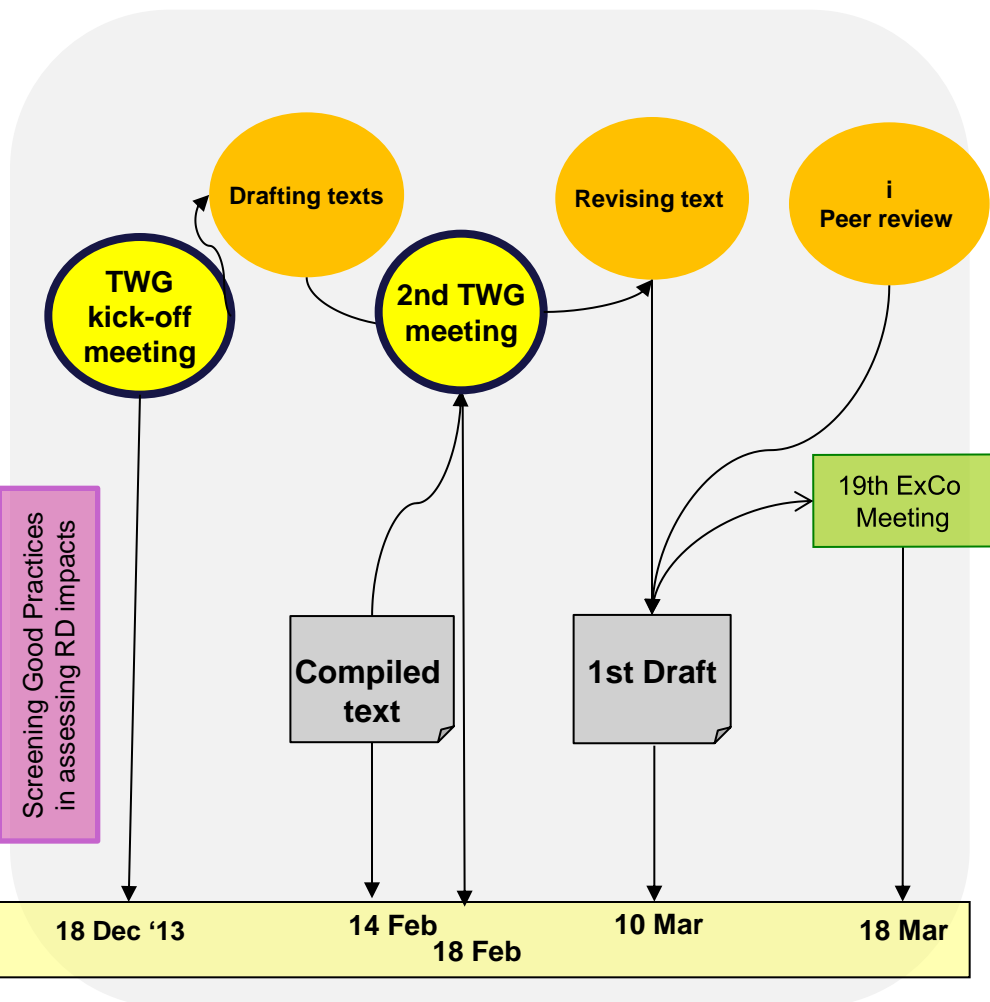 Drafting texts
Revising text
i
Peer review
TWG
kick-off
meeting
2nd TWG
meeting
19th ExCo
Meeting
Screening Good Practices
in assessing RD impacts
Compiled
text
1st Draft
18 Dec ‘13
14 Feb
18 Feb
10 Mar
18 Mar